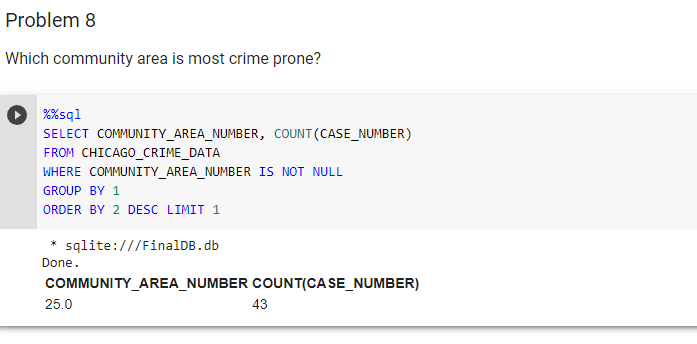 Problem 8
Which community area is most crime prone?
%%sql
SELECT COMMUNITY_AREA_NUMBER, COUNT(CASE_NUMBER)
FROM CHICAGO_CRIME_DATA
WHERE COMMUNITY_AREA_NUMBER IS NOT NULL
GROUP BY 1
ORDER BY 2 DESC LIMIT 1
* sqlite:///FinalDB.db
Done.
COMMUNITY_AREA_NUMBER COUNT(CASE_NUMBER)
25.0 43